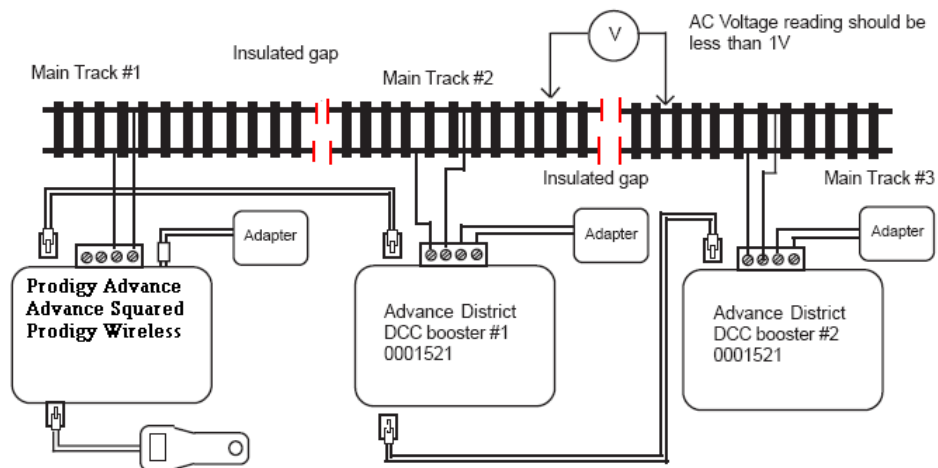 V
AC Voltage reading should be
less than 1V
Insulated gap
Main Track #1
Main Track #2
Insulated gap
Main Track #3
Adapter
Adapter
Adapter
Prodigy Advance
Advance Squared
Prodigy Wireless
Advance District
DCC booster #1
0001521
Advance District
DCC booster #2
0001521